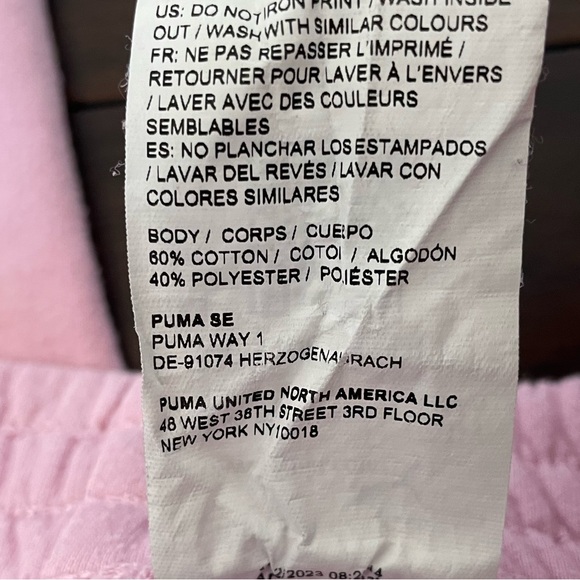 US: DO NOT IRON PRINT / WASH INSIDE
OUT / WASH WITH SIMILAR COLOURS
FR: NE PAS REPASSER L'IMPRIMÉ /
RETOURNER POUR LAVER À L'ENVERS
/ LAVER AVEC DES COULEURS
SEMBLABLES
ES: NO PLANCHAR LOS ESTAMPADOS
/ LAVAR DEL REVÉS / LAVAR CON
COLORES SIMILARES
BODY / CORPS / CUERPO
60% COTTON / COTON / ALGODÓN
40% POLYESTER / POLIÉSTER
PUMA SE
PUMA WAY 1
DE-91074 HERZOGENAURACH
PUMA UNITED NORTH AMERICA LLC
48 WEST 38TH STREET 3RD FLOOR
NEW YORK NY10018